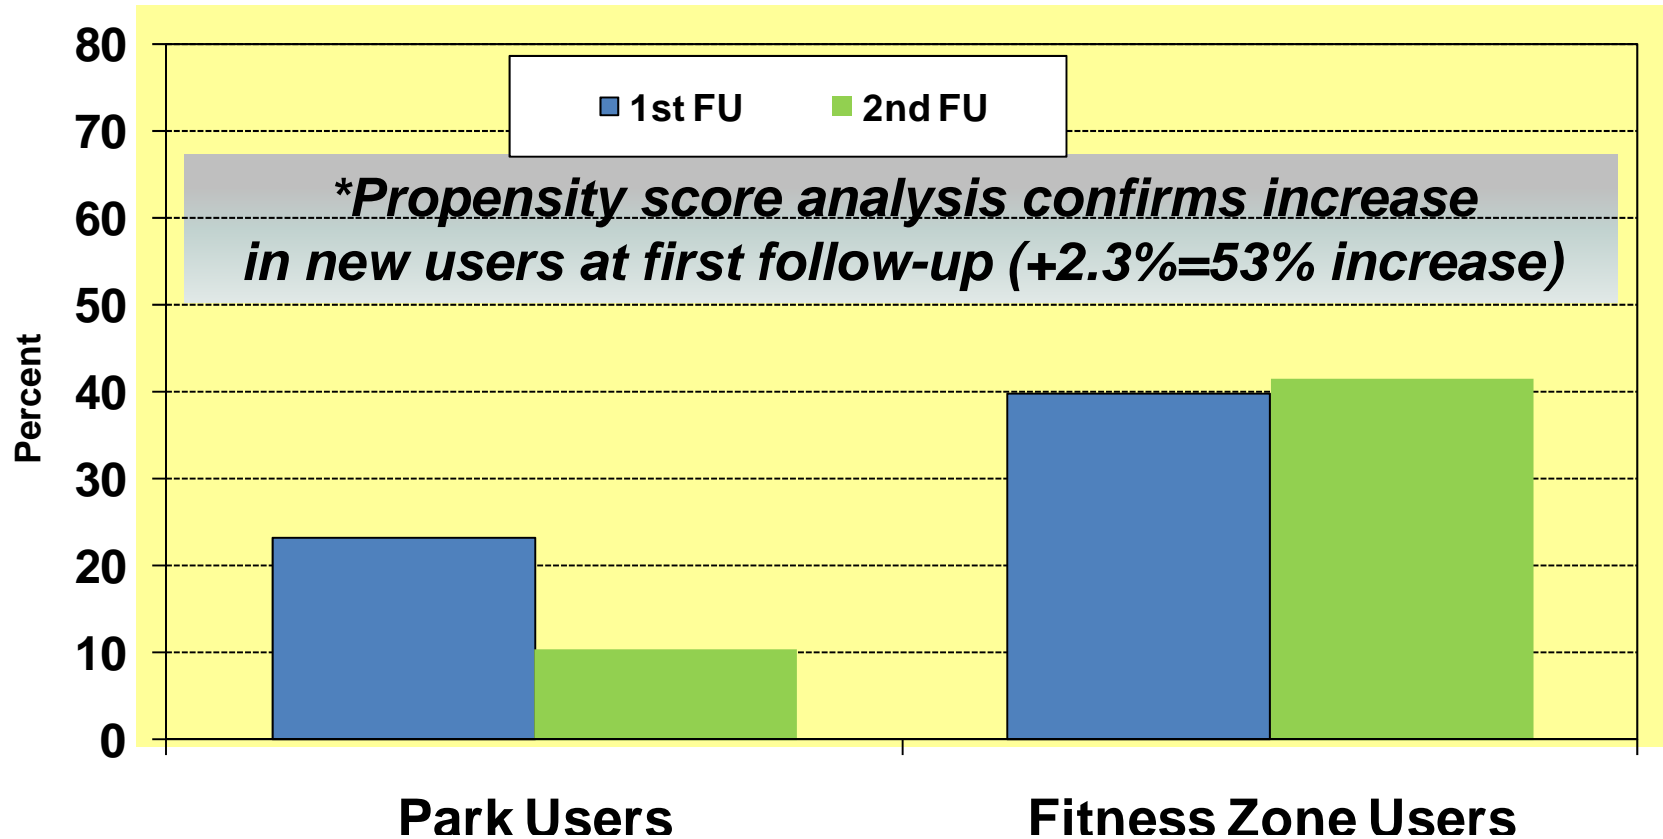 80
70
60
50
40
30
20
10
0
Percent
1st FU 2nd FU
*Propensity score analysis confirms increase
in new users at first follow-up (+2.3%=53% increase)
Park Users Fitness Zone Users